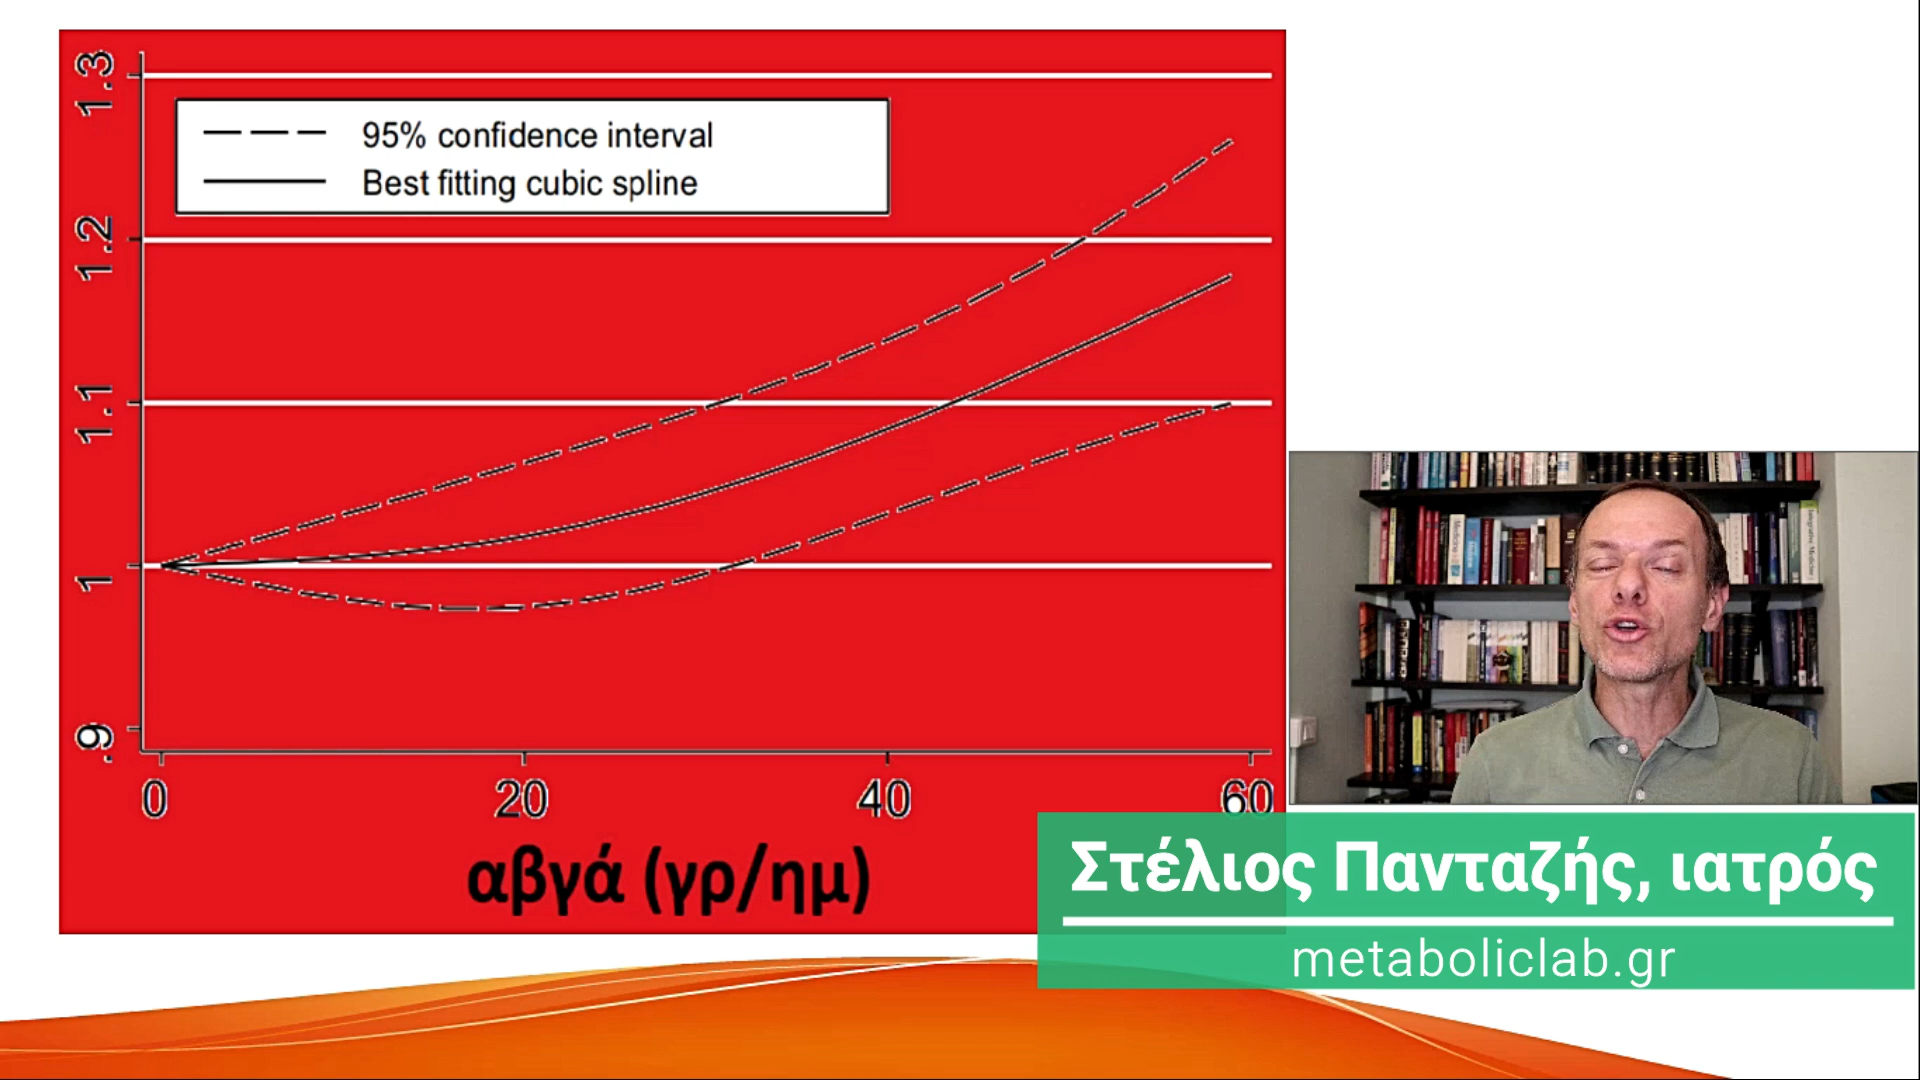 1.3
95% confidence interval
Best fitting cubic spline
1.2
1.1
1
.9
0 20 40 60
αβγά (γρ/ημ)
Στέλιος Πανταζής, ιατρός
metaboliclab.gr